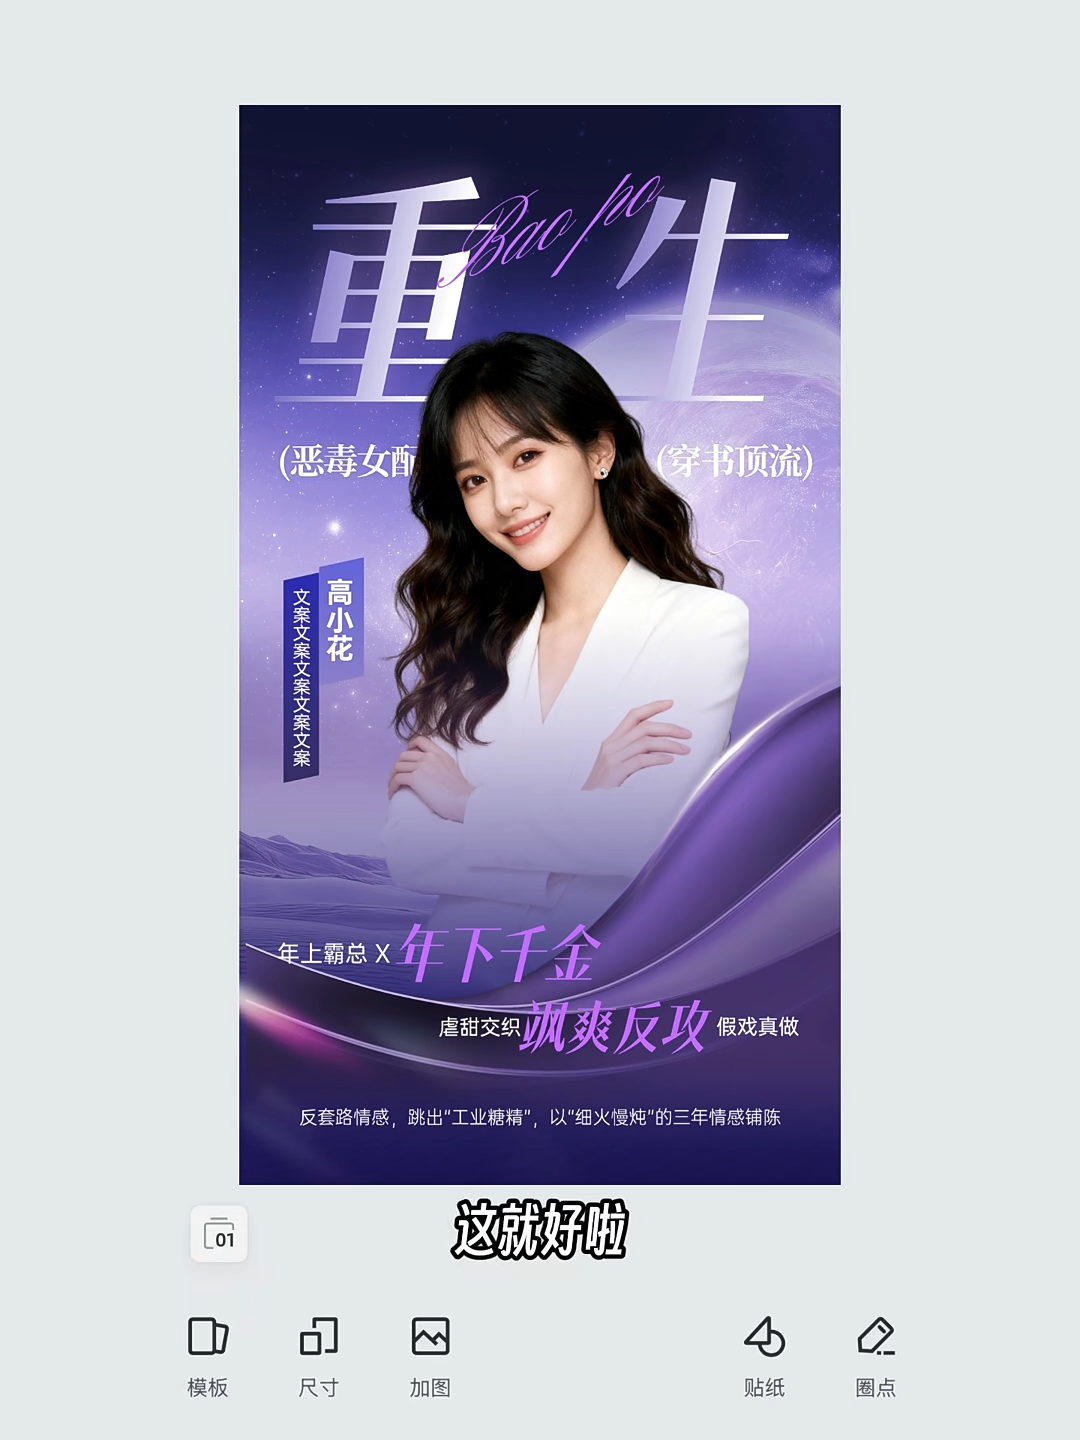 重生
Bao po
(恶毒女配
(穿书顶流)
高小花
文案文案文案文案文案
年上霸总 X 年下千金
虐甜交织 飒爽反攻 假戏真做
反套路情感，跳出“工业糖精”，以“细火慢炖”的三年情感铺陈
这就好啦
01
模板
尺寸
加图
贴纸
圈点